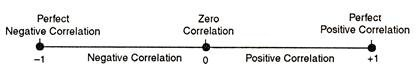 Perfect
Negative Correlation
Zero
Correlation
Perfect
Positive Correlation
Negative Correlation
Positive Correlation
–1
0
+1